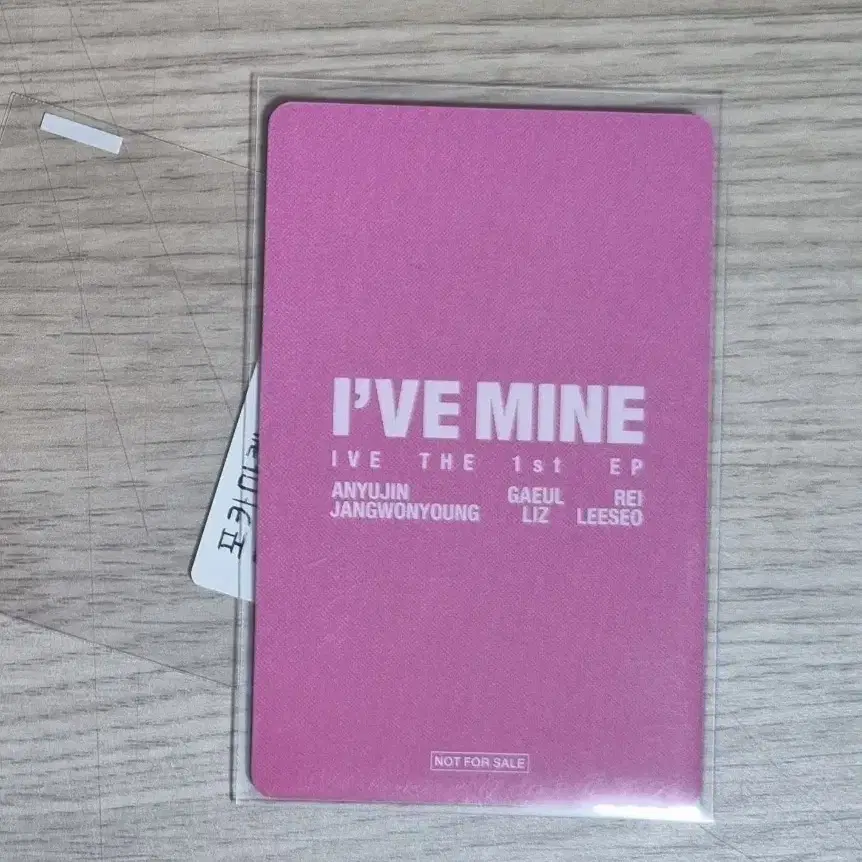 I'VE MINE
IVE THE 1st EP
ANYUJIN GAEUL REI
JANGWONYOUNG LIZ LEESEO
NOT FOR SALE